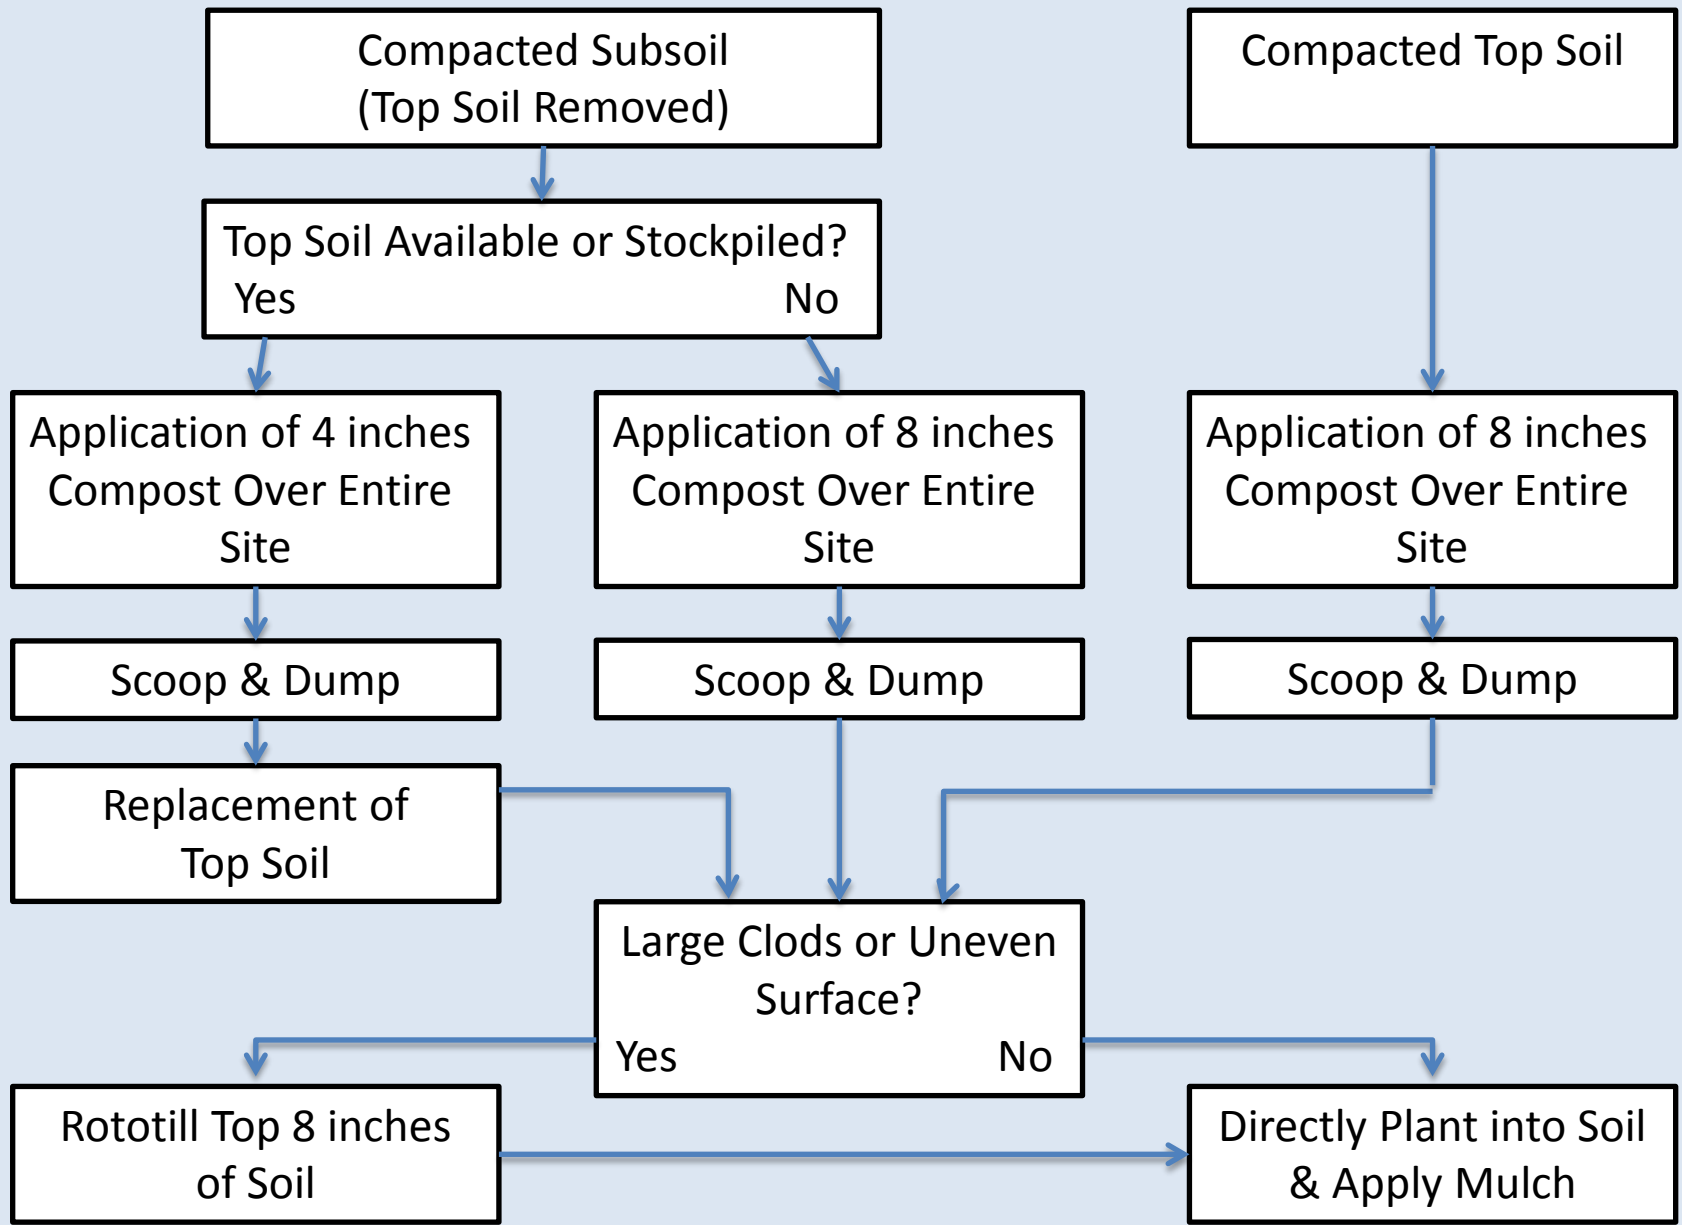 Compacted Subsoil
(Top Soil Removed)
Compacted Top Soil
Top Soil Available or Stockpiled?
Yes No
Application of 4 inches
Compost Over Entire
Site
Application of 8 inches
Compost Over Entire
Site
Application of 8 inches
Compost Over Entire
Site
Scoop & Dump
Scoop & Dump
Scoop & Dump
Replacement of
Top Soil
Large Clods or Uneven
Surface?
Yes No
Rototill Top 8 inches
of Soil
Directly Plant into Soil
& Apply Mulch